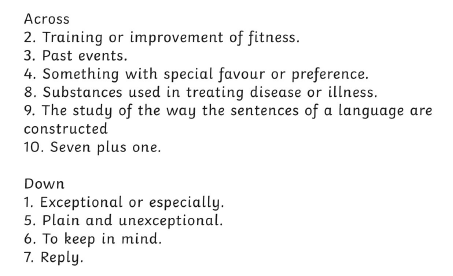 Across
2. Training or improvement of fitness.
3. Past events.
4. Something with special favour or preference.
8. Substances used in treating disease or illness.
9. The study of the way the sentences of a language are
constructed
10. Seven plus one.
Down
1. Exceptional or especially.
5. Plain and unexceptional.
6. To keep in mind.
7. Reply.